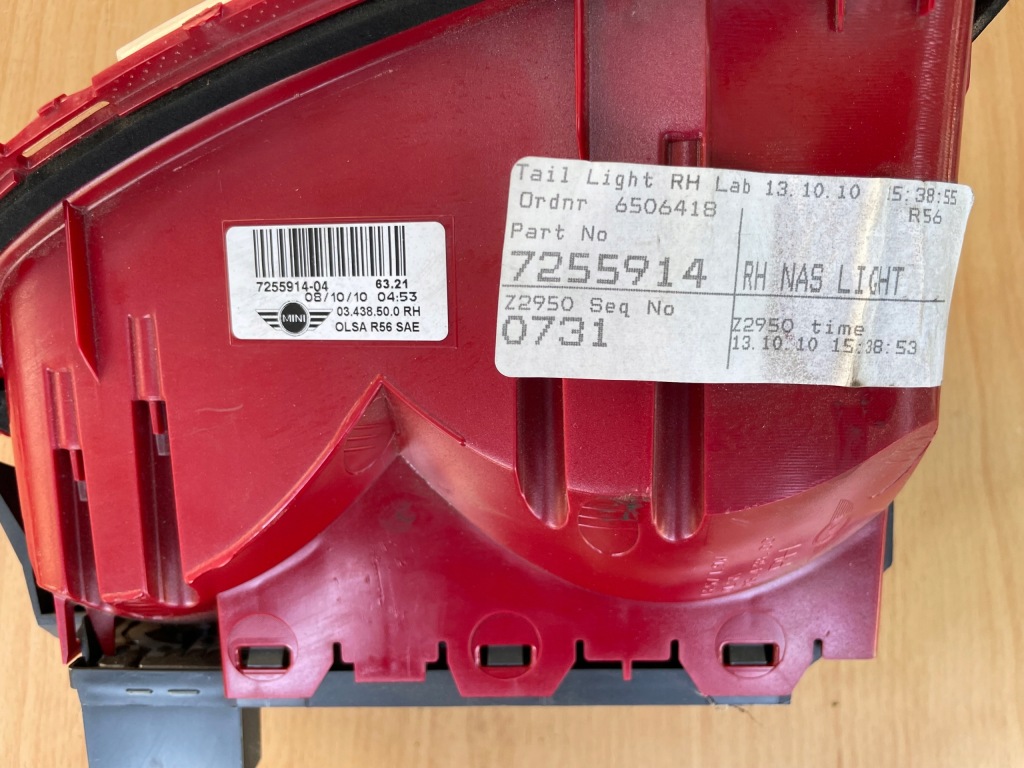 7255914-04 63.21
08/10/10 04:53
03.438.50.0 RH
MINI
OLSA R56 SAE
Tail Light RH Lab 13.10.10 15:38:55
Ordnr 6506418 R56
Part No
7255914 RH NAS LIGHT
Z2950 Seq No
0731
Z2950 time
13.10.10 15:38:53